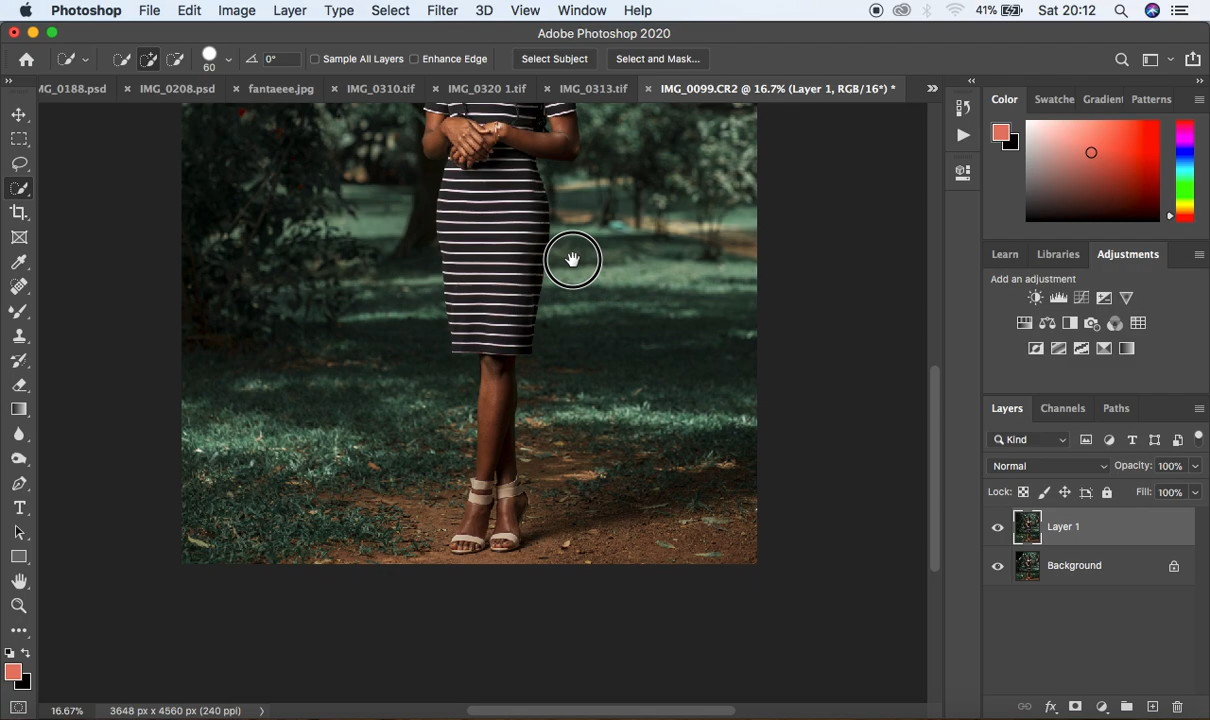 Photoshop File Edit Image Layer Type Select Filter 3D View Window Help 41% Sat 20:12
Adobe Photoshop 2020
60 0° Sample All Layers Enhance Edge Select Subject Select and Mask...
IMG_0188.psd × IMG_0208.psd × fantaeee.jpg × IMG_0310.tif × IMG_0320 1.tif × IMG_0313.tif × IMG_0099.CR2 @ 16.7% (Layer 1, RGB/16*) *
Color Swatche Gradien Patterns
Learn Libraries Adjustments
Add an adjustment
Layers Channels Paths
Kind
Normal Opacity: 100%
Lock: Fill: 100%
Layer 1
Background
16.67% 3648 px x 4560 px (240 ppi)